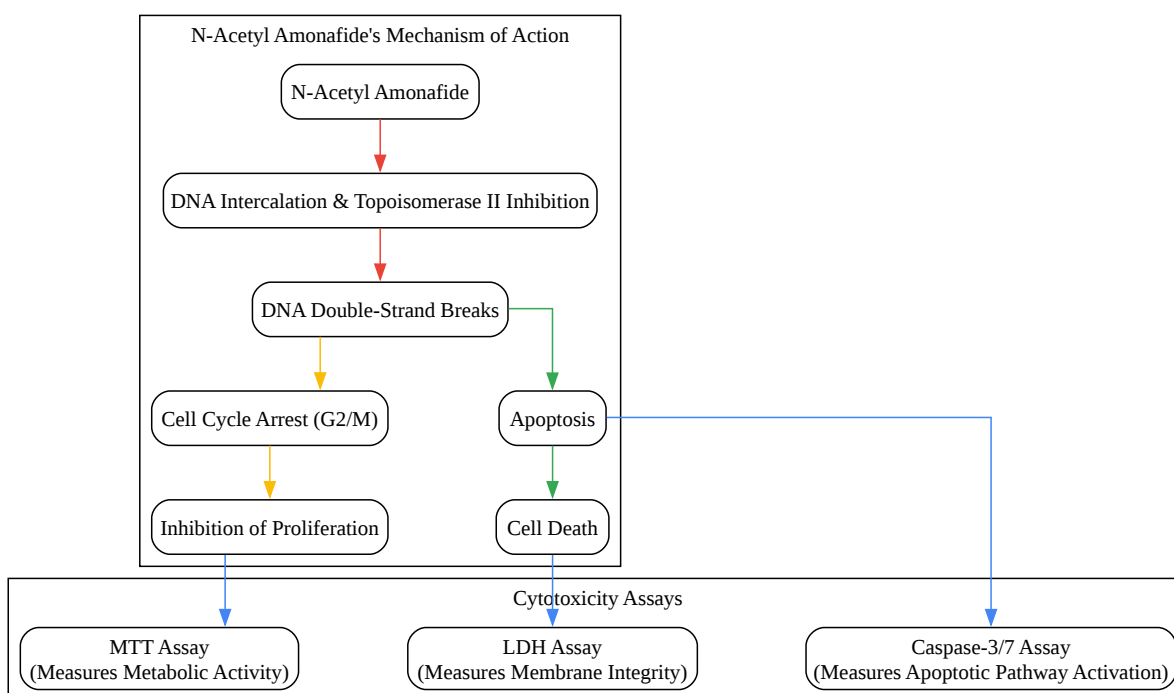 N-Acetyl Amonafide's Mechanism of Action
N-Acetyl Amonafide
DNA Intercalation & Topoisomerase II Inhibition
DNA Double-Strand Breaks
Cell Cycle Arrest (G2/M)
Apoptosis
Inhibition of Proliferation
Cell Death
Cytotoxicity Assays
MTT Assay
(Measures Metabolic Activity)
LDH Assay
(Measures Membrane Integrity)
Caspase-3/7 Assay
(Measures Apoptotic Pathway Activation)